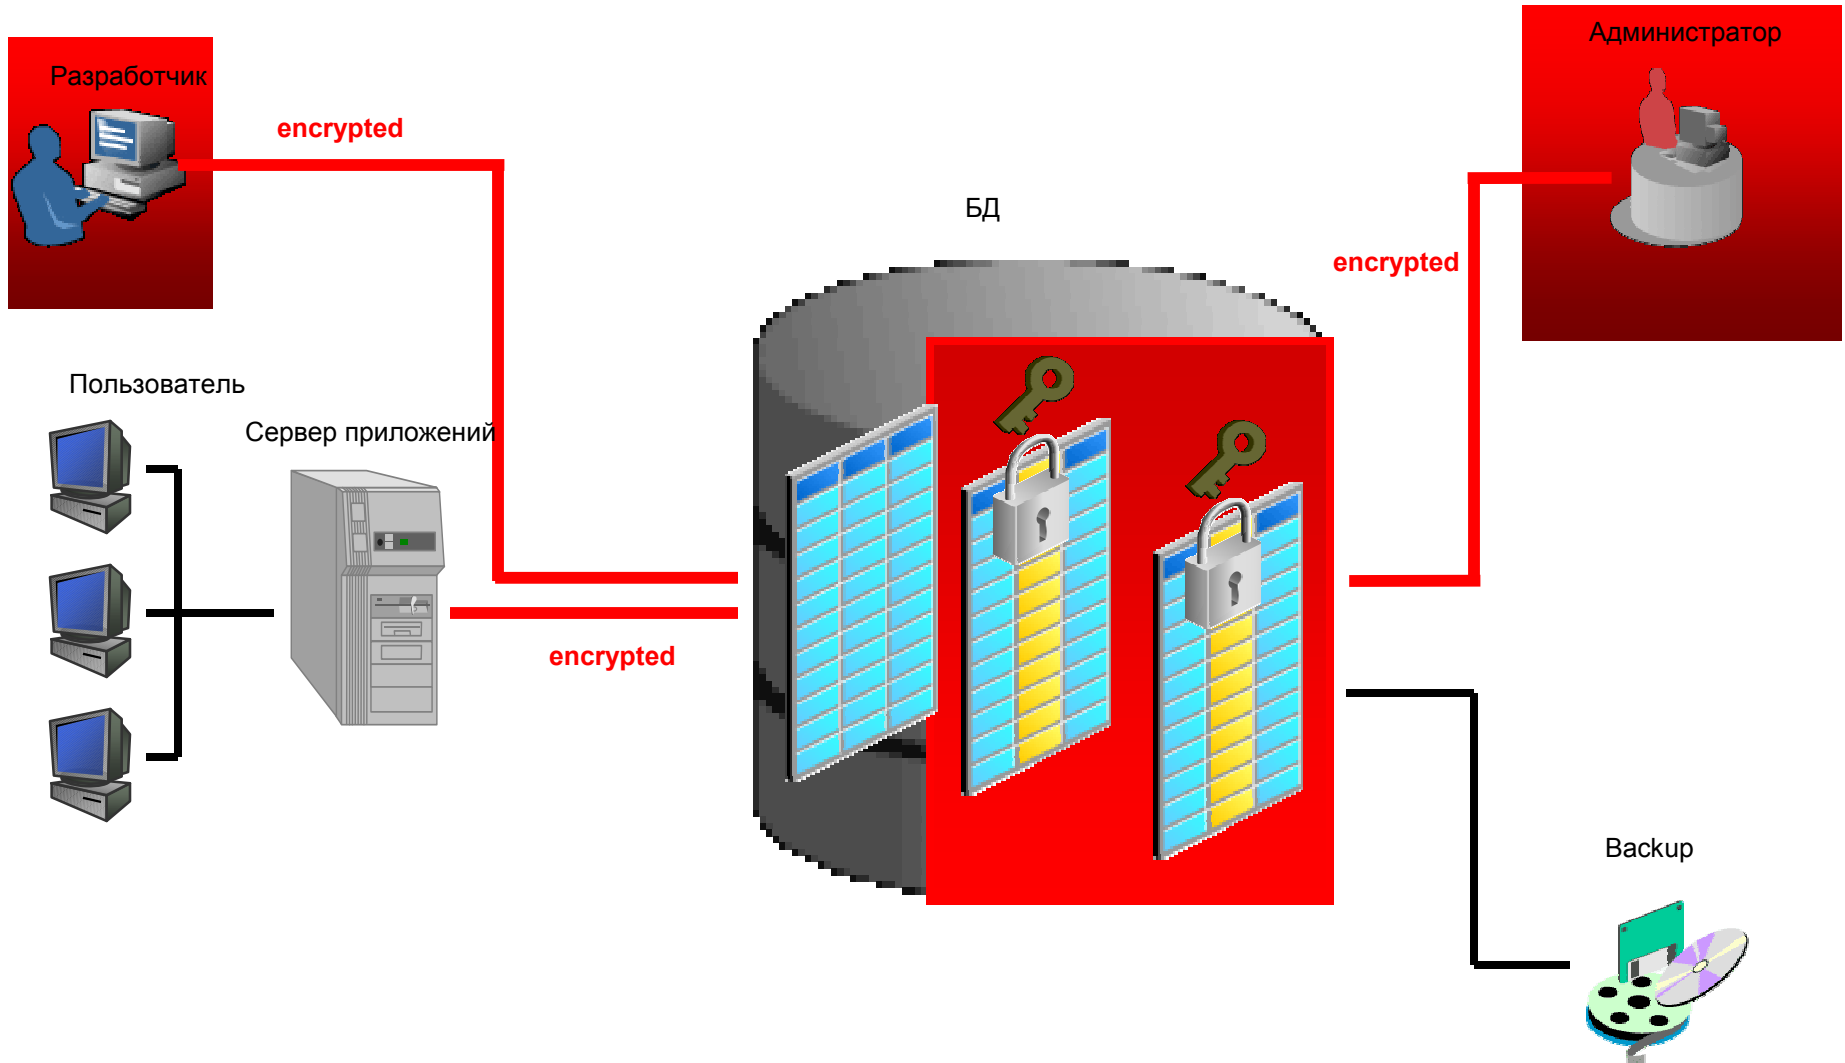 Администратор
Разработчик
encrypted
БД
encrypted
Пользователь
Сервер приложений
encrypted
Backup